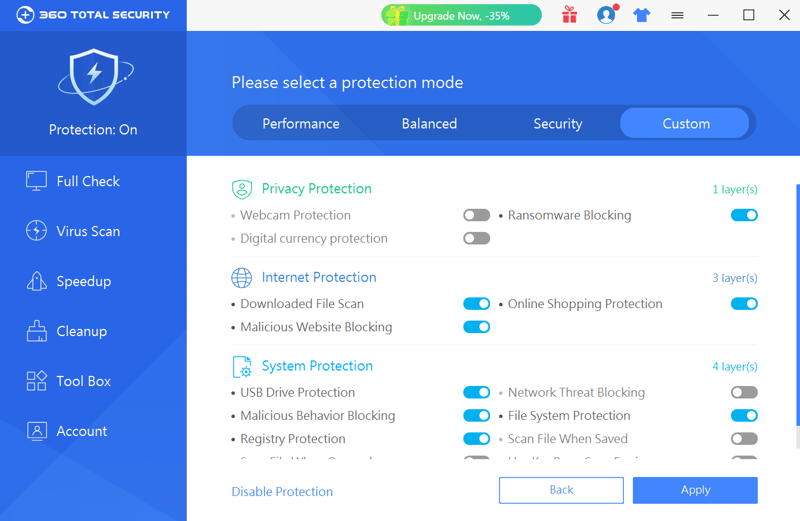 360 TOTAL SECURITY
Upgrade Now, -35%
Protection: On
Full Check
Virus Scan
Speedup
Cleanup
Tool Box
Account
Please select a protection mode
Performance Balanced Security Custom
Privacy Protection 1 layer(s)
Webcam Protection Ransomware Blocking
Digital currency protection
Internet Protection 3 layer(s)
Downloaded File Scan Online Shopping Protection
Malicious Website Blocking
System Protection 4 layer(s)
USB Drive Protection Network Threat Blocking
Malicious Behavior Blocking File System Protection
Registry Protection Scan File When Saved
Disable Protection Back Apply